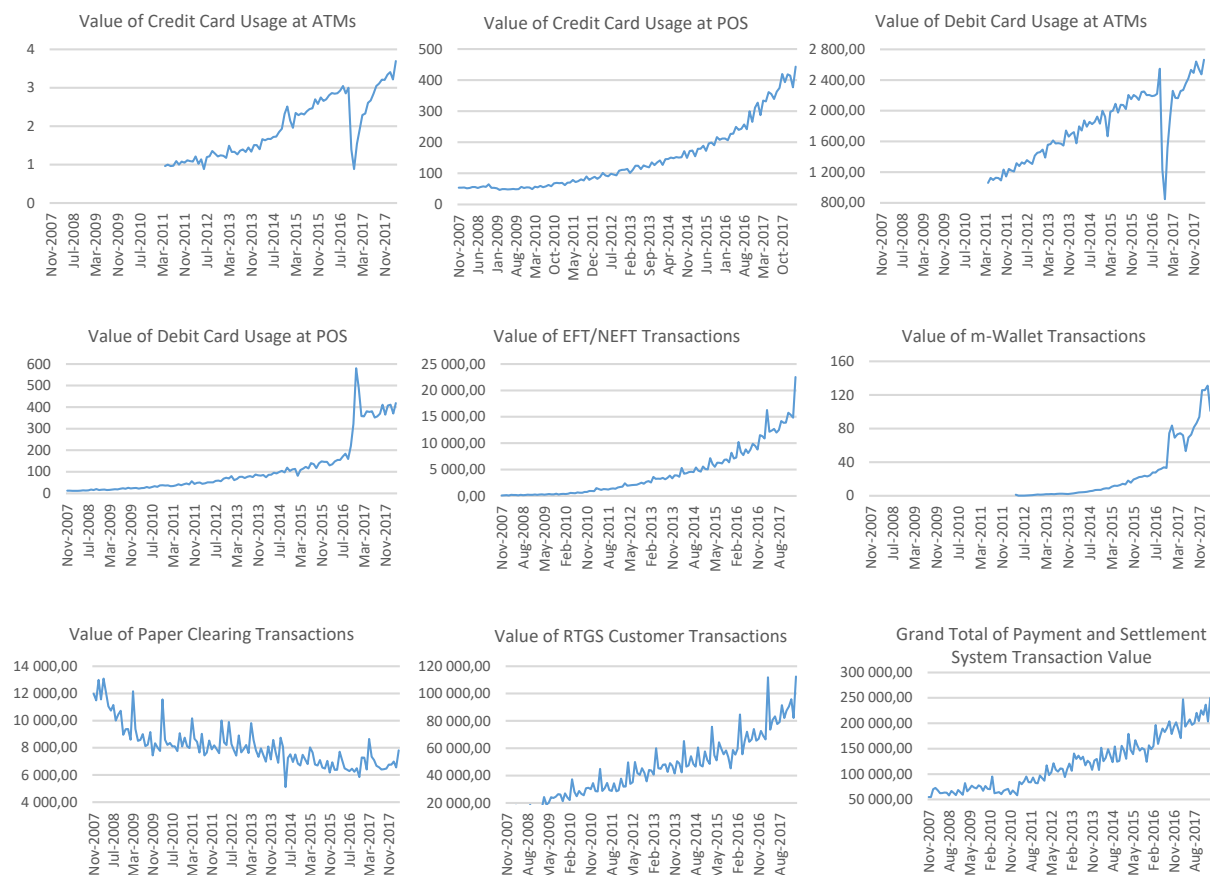 Value of Credit Card Usage at ATMs
4
3
2
1
0
Nov-2007
Jul-2008
Mar-2009
Nov-2009
Jul-2010
Mar-2011
Nov-2011
Jul-2012
Mar-2013
Nov-2013
Jul-2014
Mar-2015
Nov-2015
Jul-2016
Mar-2017
Nov-2017
Value of Credit Card Usage at POS
500
400
300
200
100
0
Nov-2007
Jun-2008
Jan-2009
Aug-2009
Mar-2010
Oct-2010
May-2011
Dec-2011
Jul-2012
Feb-2013
Sep-2013
Apr-2014
Nov-2014
Jun-2015
Jan-2016
Aug-2016
Mar-2017
Oct-2017
Value of Debit Card Usage at ATMs
2 800,00
2 400,00
2 000,00
1 600,00
1 200,00
800,00
Nov-2007
Jul-2008
Mar-2009
Nov-2009
Jul-2010
Mar-2011
Nov-2011
Jul-2012
Mar-2013
Nov-2013
Jul-2014
Mar-2015
Nov-2015
Jul-2016
Mar-2017
Nov-2017
Value of Debit Card Usage at POS
600
500
400
300
200
100
0
Nov-2007
Jul-2008
Mar-2009
Nov-2009
Jul-2010
Mar-2011
Nov-2011
Jul-2012
Mar-2013
Nov-2013
Jul-2014
Mar-2015
Nov-2015
Jul-2016
Mar-2017
Nov-2017
Value of EFT/NEFT Transactions
25 000,00
20 000,00
15 000,00
10 000,00
5 000,00
0,00
Nov-2007
Aug-2008
May-2009
Feb-2010
Nov-2010
Aug-2011
May-2012
Feb-2013
Nov-2013
Aug-2014
May-2015
Feb-2016
Nov-2016
Aug-2017
Value of m-Wallet Transactions
160
120
80
40
0
Nov-2007
Jul-2008
Mar-2009
Nov-2009
Jul-2010
Mar-2011
Nov-2011
Jul-2012
Mar-2013
Nov-2013
Jul-2014
Mar-2015
Nov-2015
Jul-2016
Mar-2017
Nov-2017
Value of Paper Clearing Transactions
14 000,00
12 000,00
10 000,00
8 000,00
6 000,00
4 000,00
Nov-2007
Jul-2008
Mar-2009
Nov-2009
Jul-2010
Mar-2011
Nov-2011
Jul-2012
Mar-2013
Nov-2013
Jul-2014
Mar-2015
Nov-2015
Jul-2016
Mar-2017
Nov-2017
Value of RTGS Customer Transactions
120 000,00
100 000,00
80 000,00
60 000,00
40 000,00
20 000,00
Nov-2007
Aug-2008
May-2009
Feb-2010
Nov-2010
Aug-2011
May-2012
Feb-2013
Nov-2013
Aug-2014
May-2015
Feb-2016
Nov-2016
Aug-2017
Grand Total of Payment and Settlement
System Transaction Value
300 000,00
250 000,00
200 000,00
150 000,00
100 000,00
50 000,00
Nov-2007
Aug-2008
May-2009
Feb-2010
Nov-2010
Aug-2011
May-2012
Feb-2013
Nov-2013
Aug-2014
May-2015
Feb-2016
Nov-2016
Aug-2017